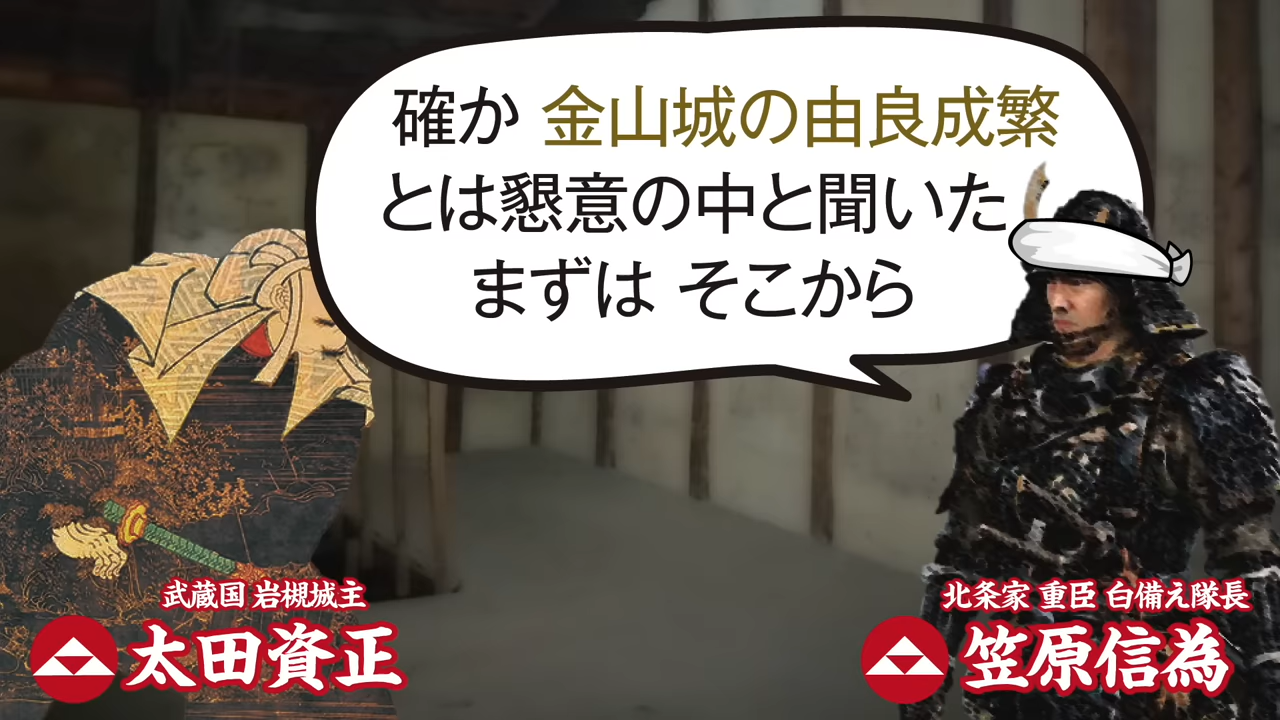 確か 金山城の由良成繁
とは懇意の中と聞いた
まずは そこから
武蔵国 岩槻城主
太田資正
北条家 重臣 白備え隊長
笠原信為